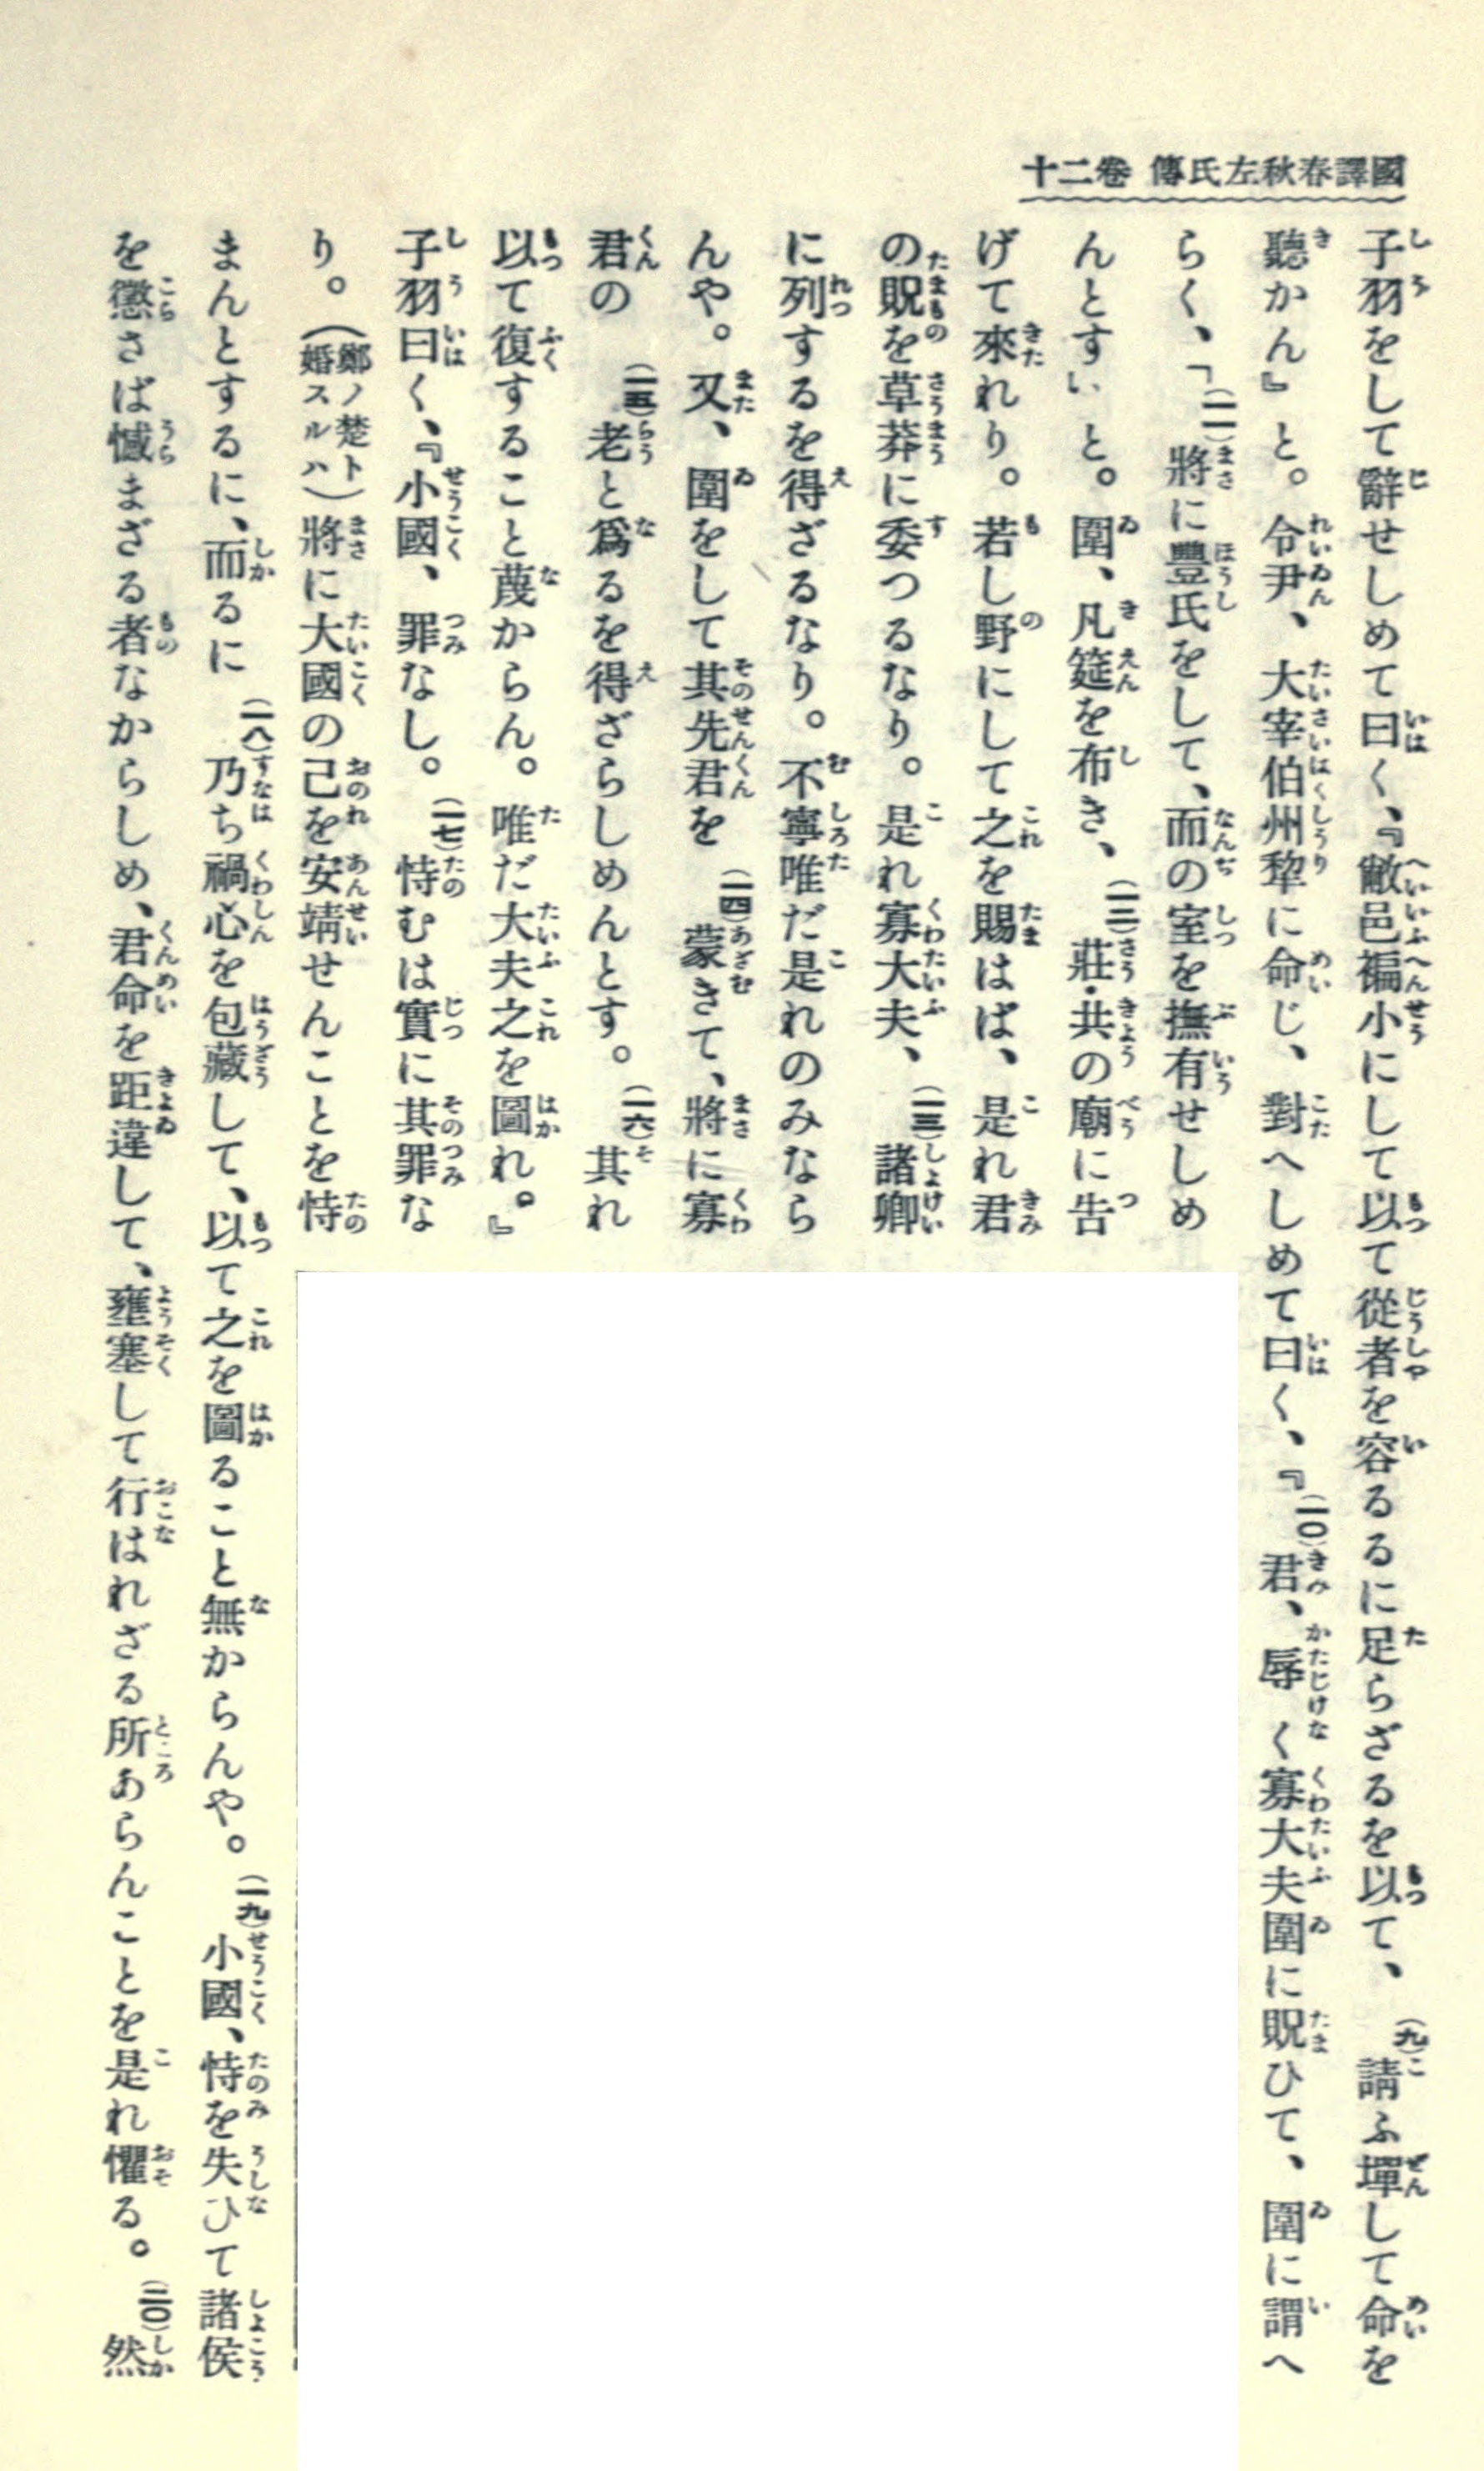 國譯春秋左氏傳 卷二十
子羽をして辭せしめて曰く、『敝邑褊小にして以て從者を容るるに足らざるを以て、(九)請ふ墠して命を
聽かん』と。令尹、大宰伯州犂に命じ、對へしめて曰く、『(一〇)君、辱く寡大夫圍に貺ひて、圍に謂へ
らく、「(一一)將に豐氏をして、而の室を撫有せしめ
んとす」と。圍、凡筵を布き、(一二)莊・共の廟に告
げて來れり。若し野にして之を賜はば、是れ君
の貺を草莽に委つるなり。是れ寡大夫、(一三)諸卿
に列するを得ざるなり。不寧唯だ是れのみなら
んや。又、圍をして其先君を(一四)蒙きて、將に寡
君の(一五)老と爲るを得ざらしめんとす。(一六)其れ
以て復すること蔑からん。唯だ大夫之を圖れ。』
子羽曰く、『小國、罪なし。(一七)恃むは實に其罪な
り。(鄭ノ楚ト婚スルハ)將に大國の己を安靖せんことを恃
まんとするに、而るに(一八)乃ち禍心を包藏して、以て之を圖ること無からんや。(一九)小國、恃を失ひて諸侯
を懲さば憾まざる者なからしめ、君命を距違して、壅塞して行はれざる所あらんことを是れ懼る。(二〇)然